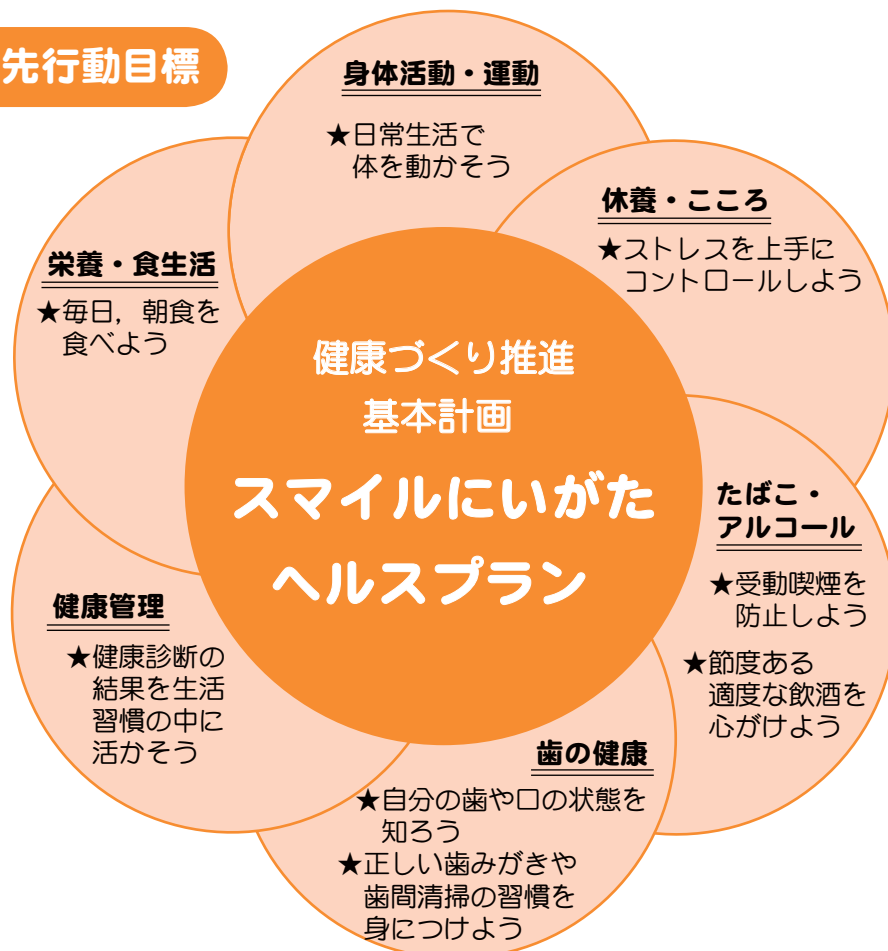 先行動目標
身体活動・運動
★日常生活で
体を動かそう
休養・こころ
★ストレスを上手に
コントロールしよう
栄養・食生活
★毎日，朝食を
食べよう
健康づくり推進
基本計画
スマイルにいがた
ヘルスプラン
たばこ・
アルコール
★受動喫煙を
防止しよう
★節度ある
適度な飲酒を
心がけよう
健康管理
★健康診断の
結果を生活
習慣の中に
活かそう
歯の健康
★自分の歯や口の状態を
知ろう
★正しい歯みがきや
歯間清掃の習慣を
身につけよう